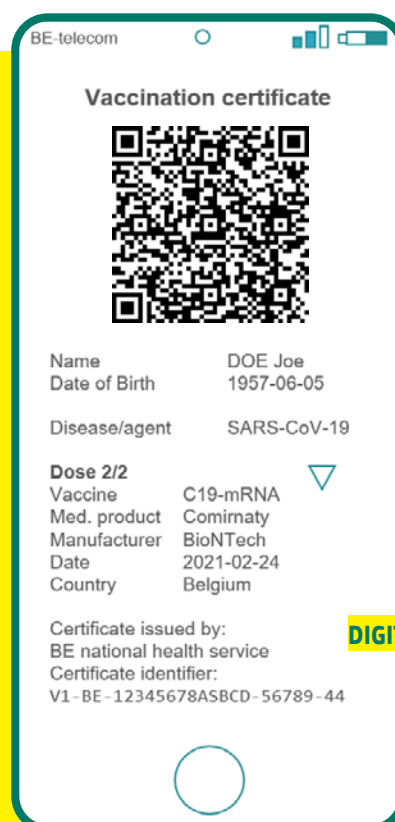 BE-telecom
Vaccination certificate
Name DOE Joe
Date of Birth 1957-06-05
Disease/agent SARS-CoV-19
Dose 2/2
Vaccine C19-mRNA
Med. product Comirnaty
Manufacturer BioNTech
Date 2021-02-24
Country Belgium
Certificate issued by:
BE national health service
Certificate identifier:
V1-BE-12345678ASBCD-56789-44
DIGIT